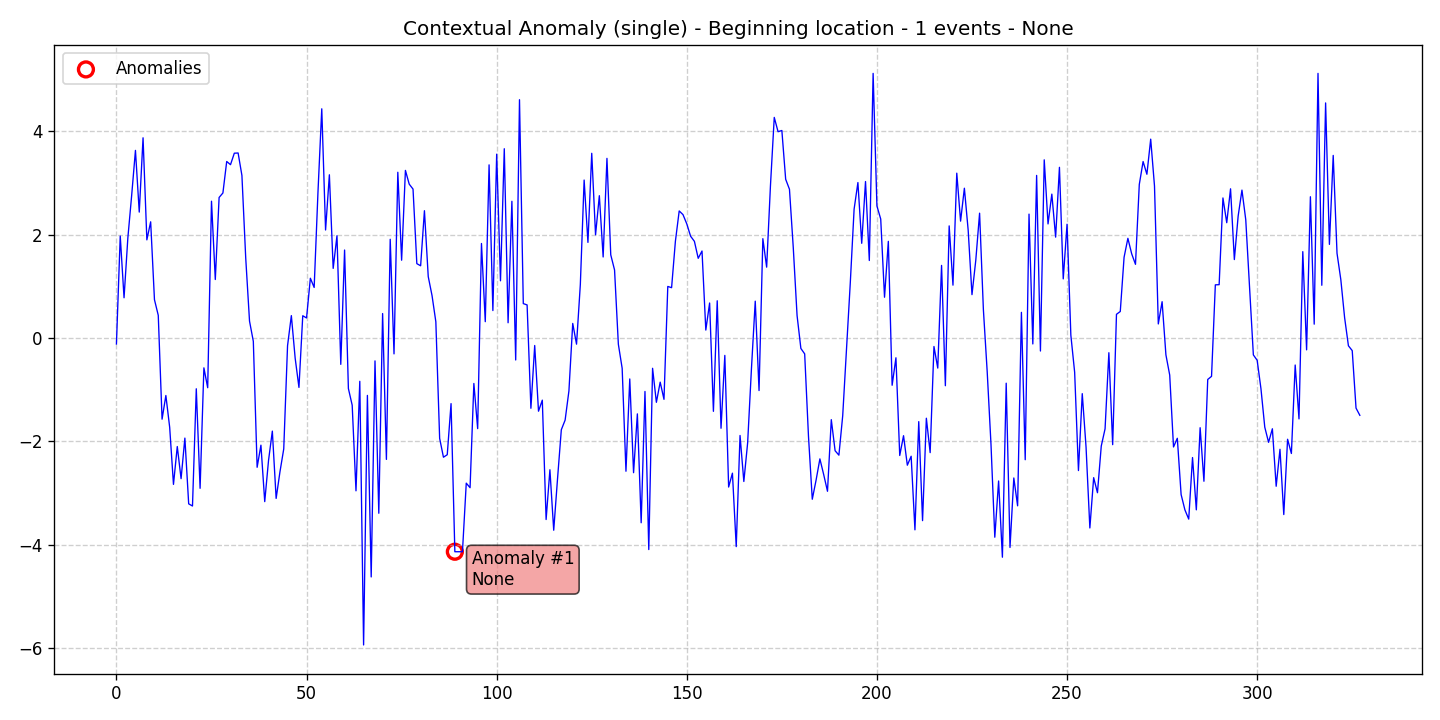 Contextual Anomaly (single) - Beginning location - 1 events - None
Anomalies
4
2
0
−2
−4
−6
Anomaly #1
None
0 50 100 150 200 250 300